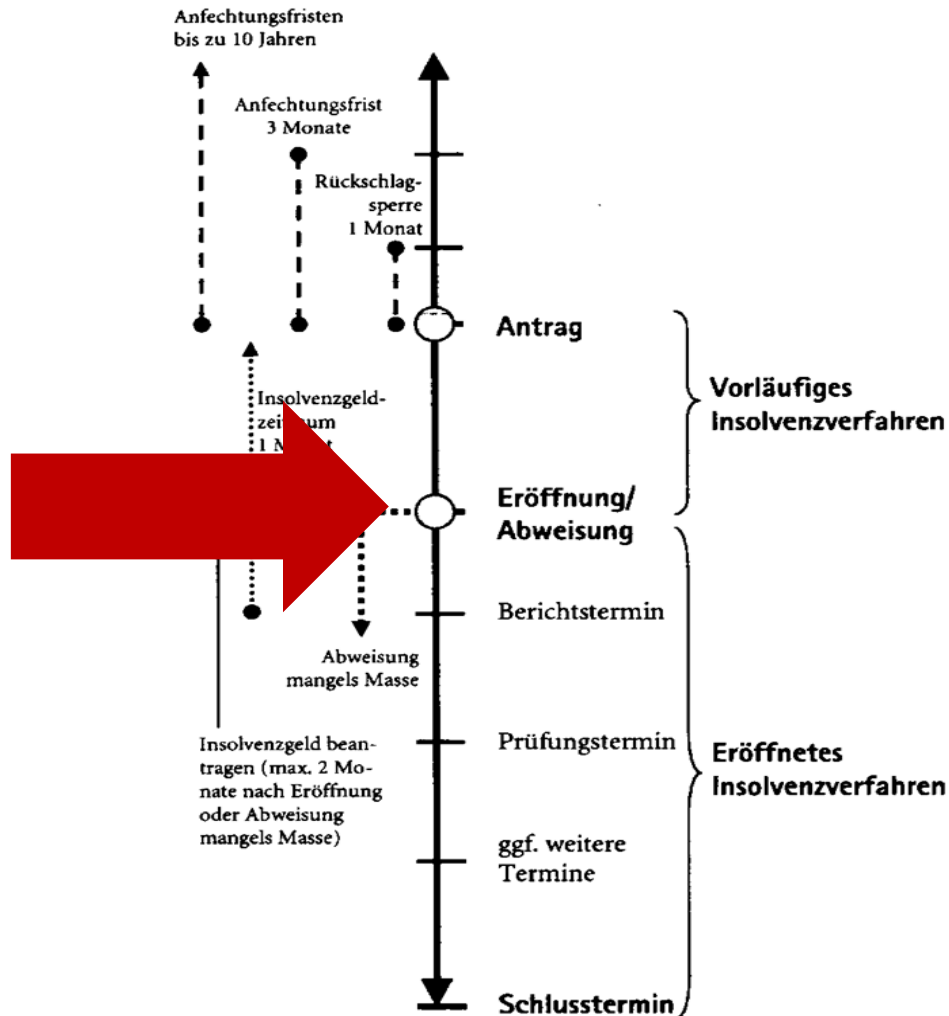 Anfechtungsfristen
bis zu 10 Jahren
Anfechtungsfrist
3 Monate
Rückschlag-
sperre
1 Monat
Antrag
Vorläufiges
Insolvenzverfahren
Insolvenzgeld-
1
Eröffnung/
Abweisung
Berichtstermin
Abweisung
mangels Masse
Prüfungstermin
Insolvenzgeld bean-
tragen (max. 2 Mo-
nate nach Eröffnung
oder Abweisung
mangels Masse)
Eröffnetes
Insolvenzverfahren
ggf. weitere
Termine
Schlusstermin